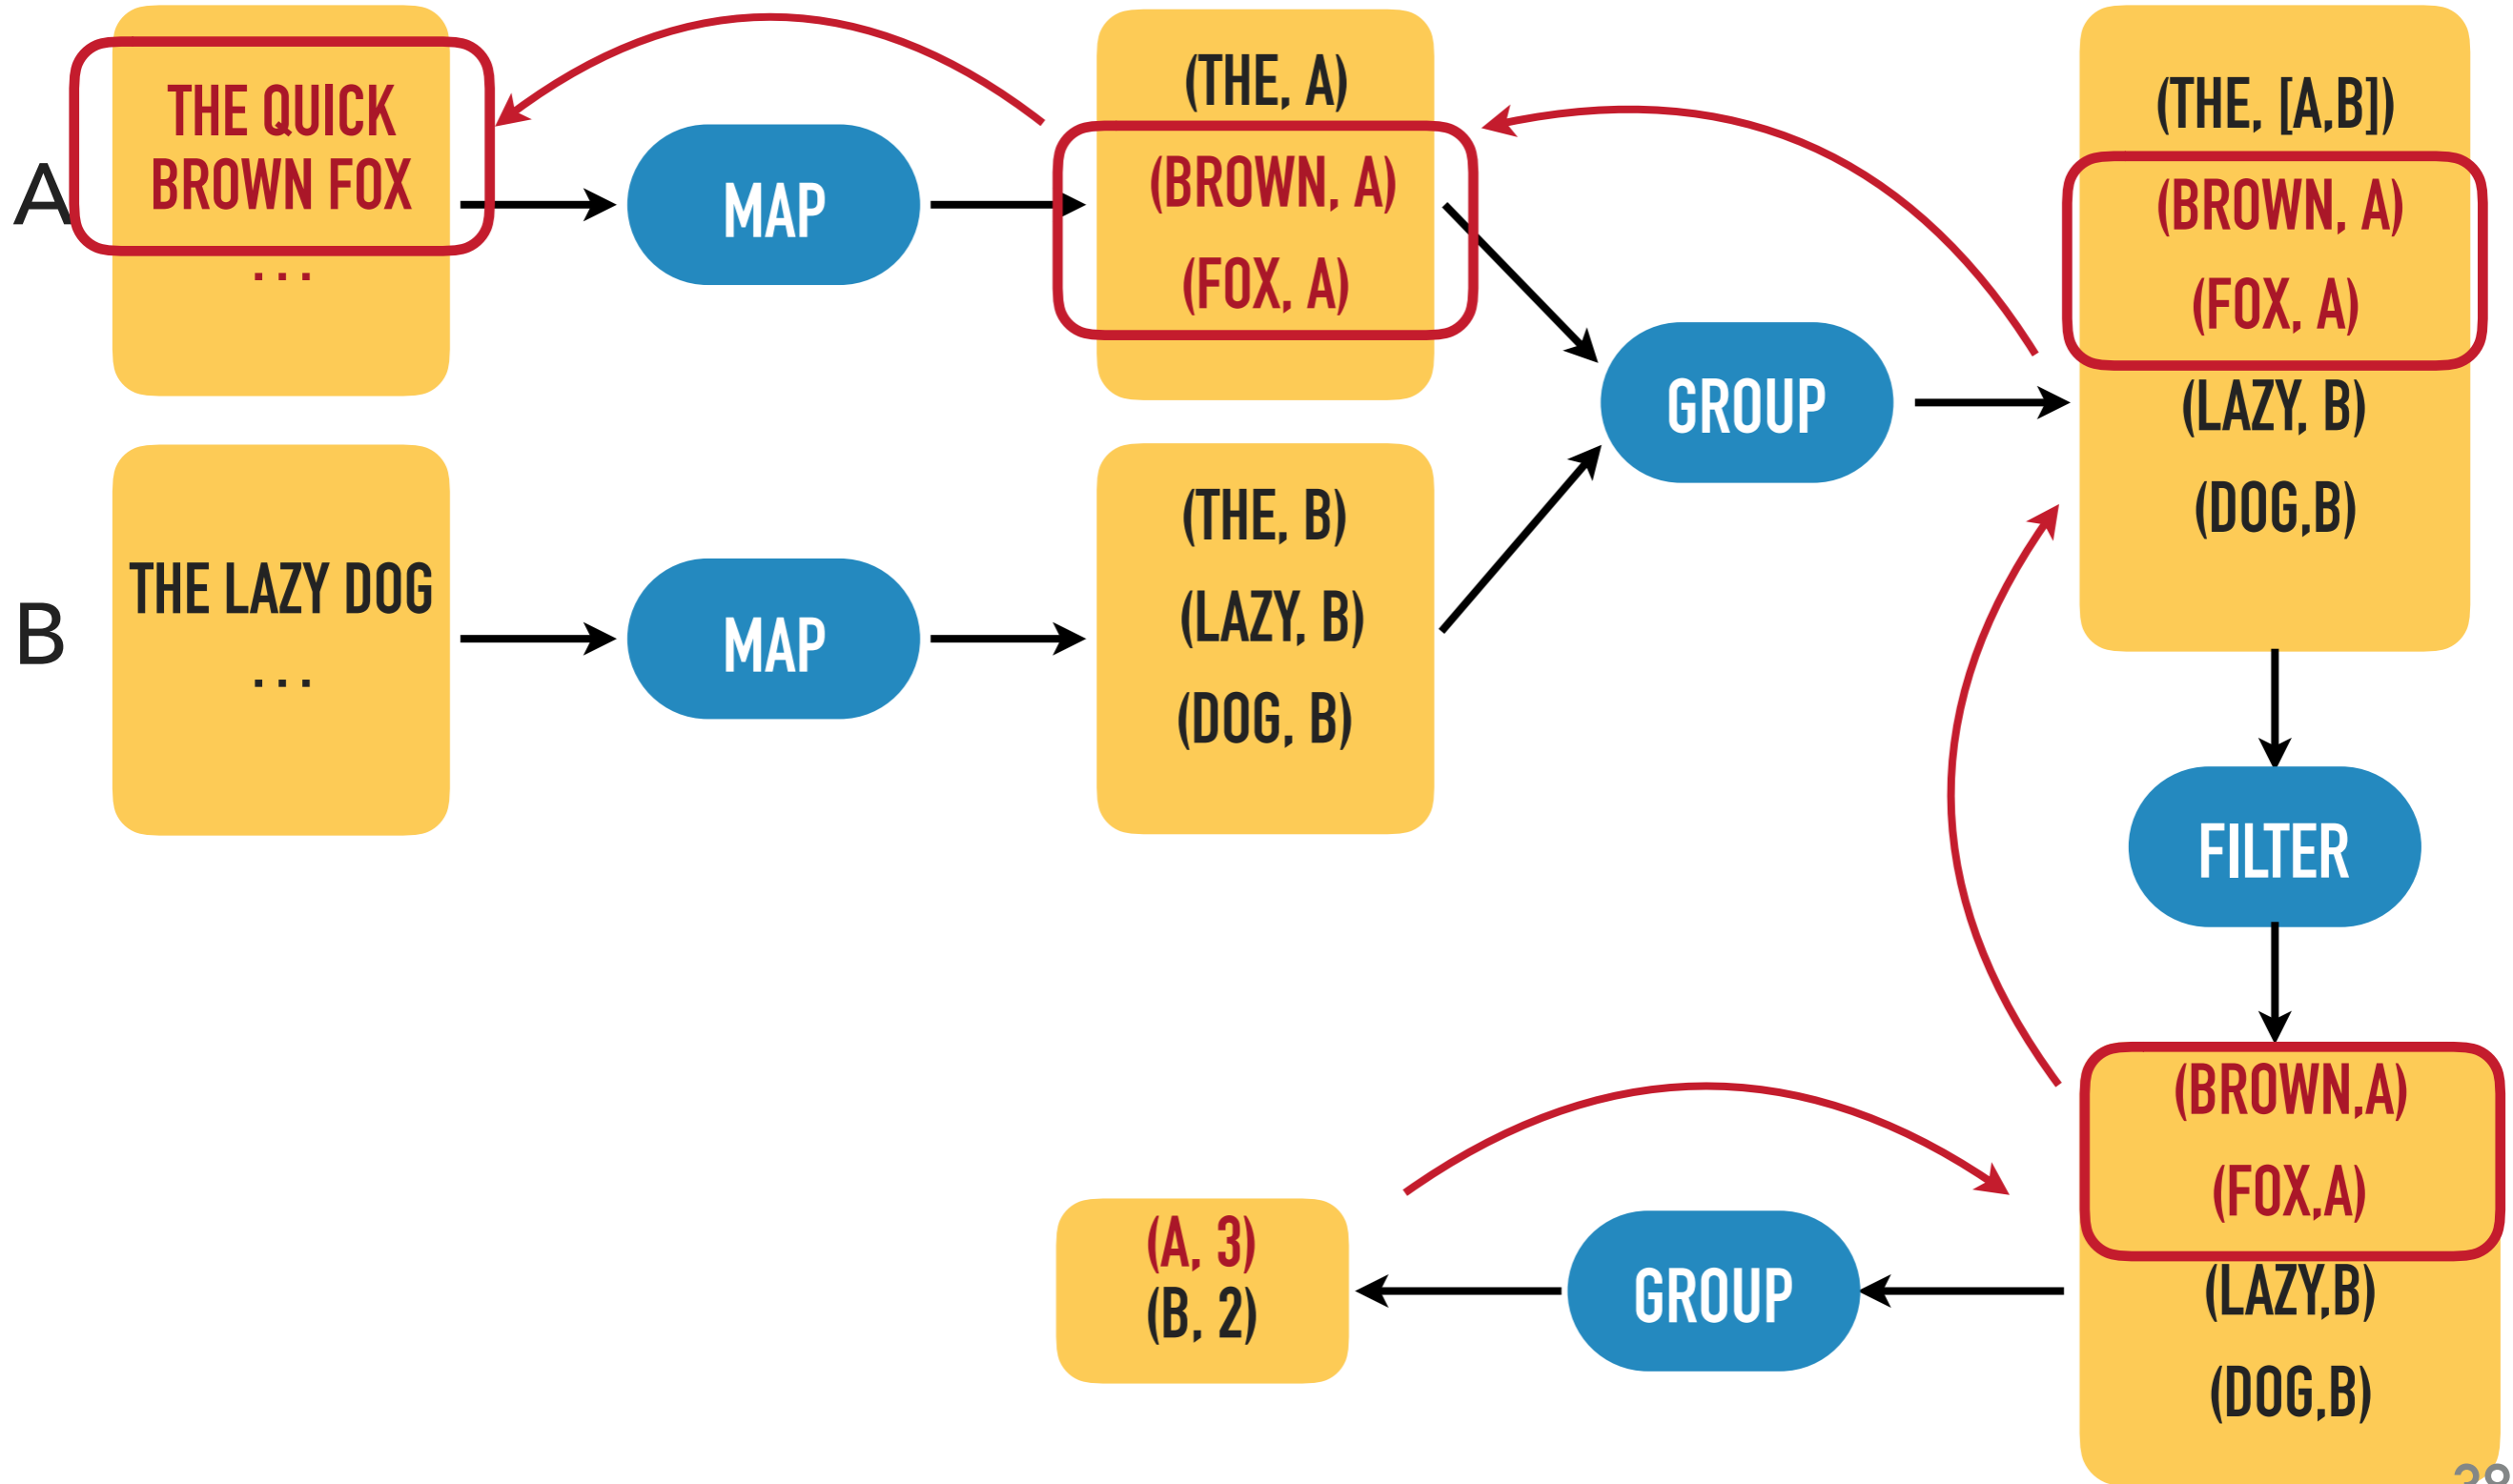 A
THE QUICK
BROWN FOX
...
MAP
(THE, A)
(BROWN, A)
(FOX, A)
B
THE LAZY DOG
...
MAP
(THE, B)
(LAZY, B)
(DOG, B)
GROUP
(THE, [A,B])
(BROWN, A)
(FOX, A)
(LAZY, B)
(DOG,B)
FILTER
(BROWN,A)
(FOX,A)
(LAZY,B)
(DOG,B)
GROUP
(A, 3)
(B, 2)